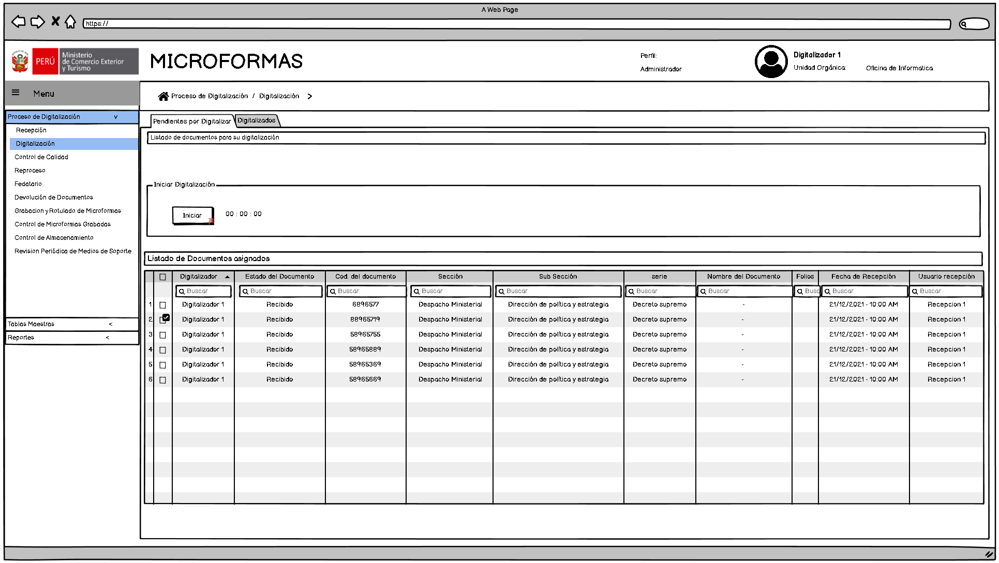 A Web Page
https://
PERÚ
Ministerio
de Comercio Exterior
y Turismo
MICROFORMAS
Perfil:
Administrador
Digitalizador 1
Unidad Orgánica: Oficina de Informatica
Menu
Proceso de Digitalización / Digitalización >
Proceso de Digitalización v
Recepción
Digitalización
Control de Calidad
Reproceso
Fedatario
Devolución de Documentos
Grabacion y Rotulado de Microformas
Control de Microformas Grabadas
Control de Almacenamiento
Revision Periódica de Medios de Soporte
Tablas Maestras <
Reportes <
Pendientes por Digitalizar Digitalizados
Listado de documentos para su digitalización
Iniciar Digitalización
Iniciar 00 : 00 : 00
Listado de Documentos asignados
Digitalizador Estado del Documento Cod. del documento Sección Sub Sección serie Nombre del Documento Folios Fecha de Recepción Usuario recepción
Buscar Buscar Buscar Buscar Buscar Buscar Buscar Busc Buscar Buscar
1 Digitalizador 1 Recibido 6896577 Despacho Ministerial Dirección de política y estrategia Decreto supremo - 21/12/2021 - 10:00 AM Recepcion 1
2 Digitalizador 1 Recibido 88965719 Despacho Ministerial Dirección de política y estrategia Decreto supremo - 21/12/2021 - 10:00 AM Recepcion 1
3 Digitalizador 1 Recibido 58965755 Despacho Ministerial Dirección de política y estrategia Decreto supremo - 21/12/2021 - 10:00 AM Recepcion 1
4 Digitalizador 1 Recibido 58965889 Despacho Ministerial Dirección de política y estrategia Decreto supremo - 21/12/2021 - 10:00 AM Recepcion 1
5 Digitalizador 1 Recibido 58965369 Despacho Ministerial Dirección de política y estrategia Decreto supremo - 21/12/2021 - 10:00 AM Recepcion 1
6 Digitalizador 1 Recibido 58965669 Despacho Ministerial Dirección de política y estrategia Decreto supremo - 21/12/2021 - 10:00 AM Recepcion 1